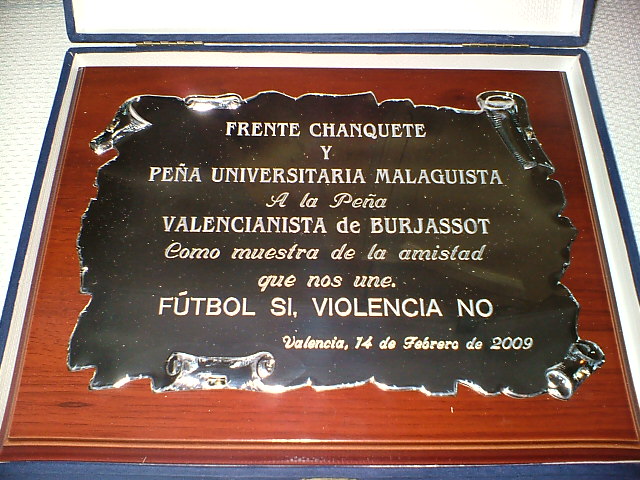 FRENTE CHANQUETE
Y
PEÑA UNIVERSITARIA MALAGUISTA
A la Peña
VALENCIANISTA de BURJASSOT
Como muestra de la amistad
que nos une.
FÚTBOL SI, VIOLENCIA NO
Valencia, 14 de Febrero de 2009